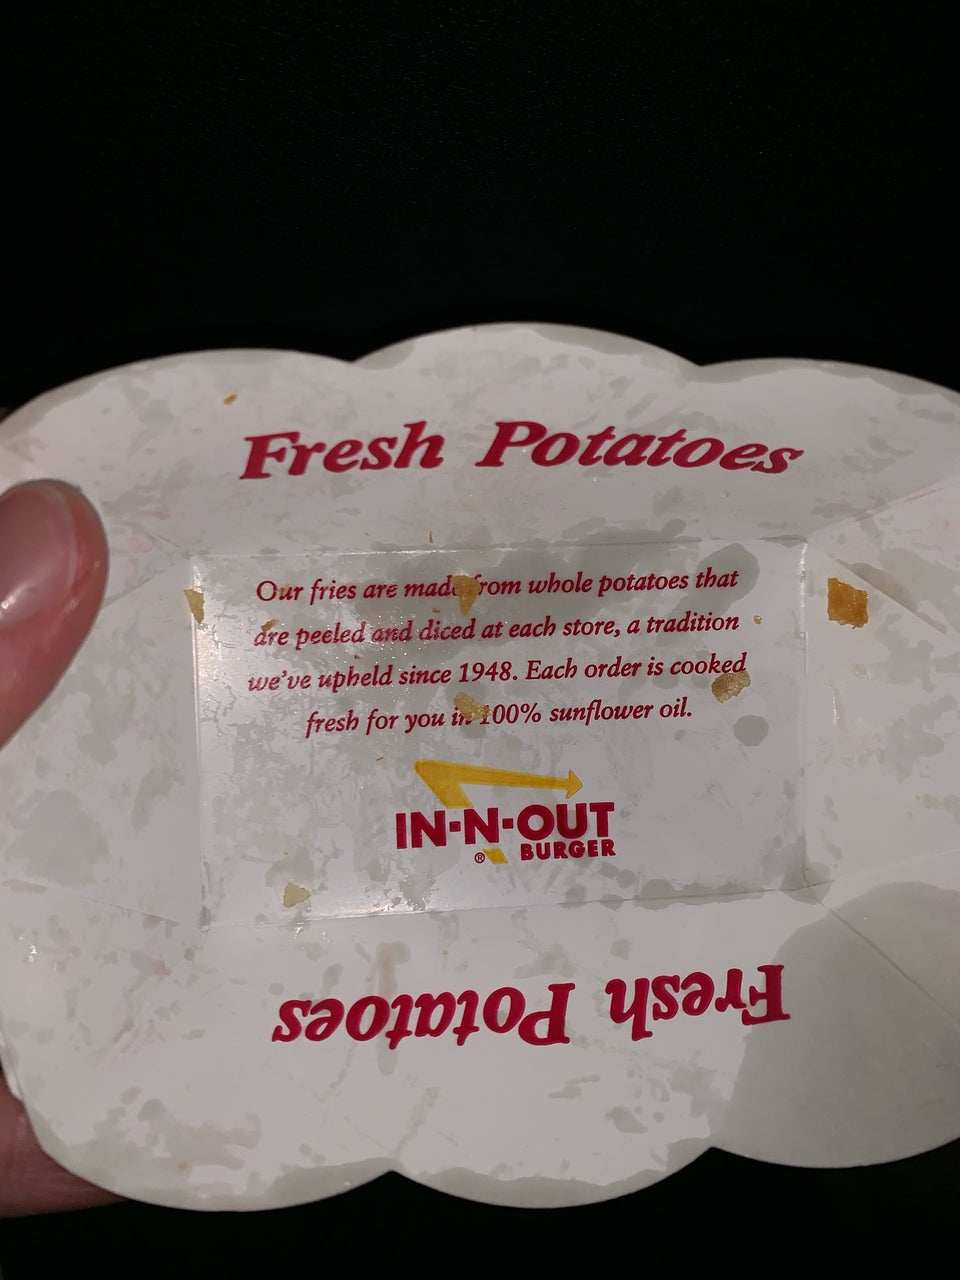 Fresh Potatoes
Our fries are made from whole potatoes that
are peeled and diced at each store, a tradition
we've upheld since 1948. Each order is cooked
fresh for you in 100% sunflower oil.
IN-N-OUT
® BURGER
Fresh Potatoes